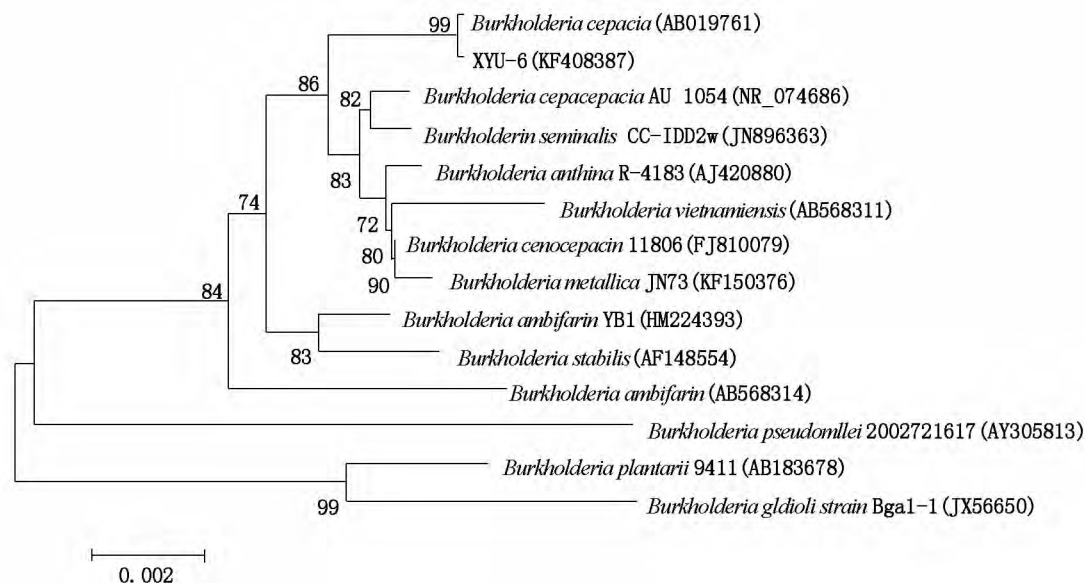 99 Burkholderia cepacia (AB019761)
XYU-6 (KF408387)
86
82 Burkholderia cepacepacia AU 1054 (NR_074686)
Burkholderin seminalis CC-IDD2w (JN896363)
83 Burkholderia anthina R-4183 (AJ420880)
74
72 Burkholderia vietnamiensis (AB568311)
80 Burkholderia cenocepacin 11806 (FJ810079)
90 Burkholderia metallica JN73 (KF150376)
84
Burkholderia ambifarin YB1 (HM224393)
83 Burkholderia stabilis (AF148554)
Burkholderia ambifarin (AB568314)
Burkholderia pseudomllei 2002721617 (AY305813)
Burkholderia plantarii 9411 (AB183678)
99 Burkholderia gldioli strain Bga1-1 (JX56650)
0.002